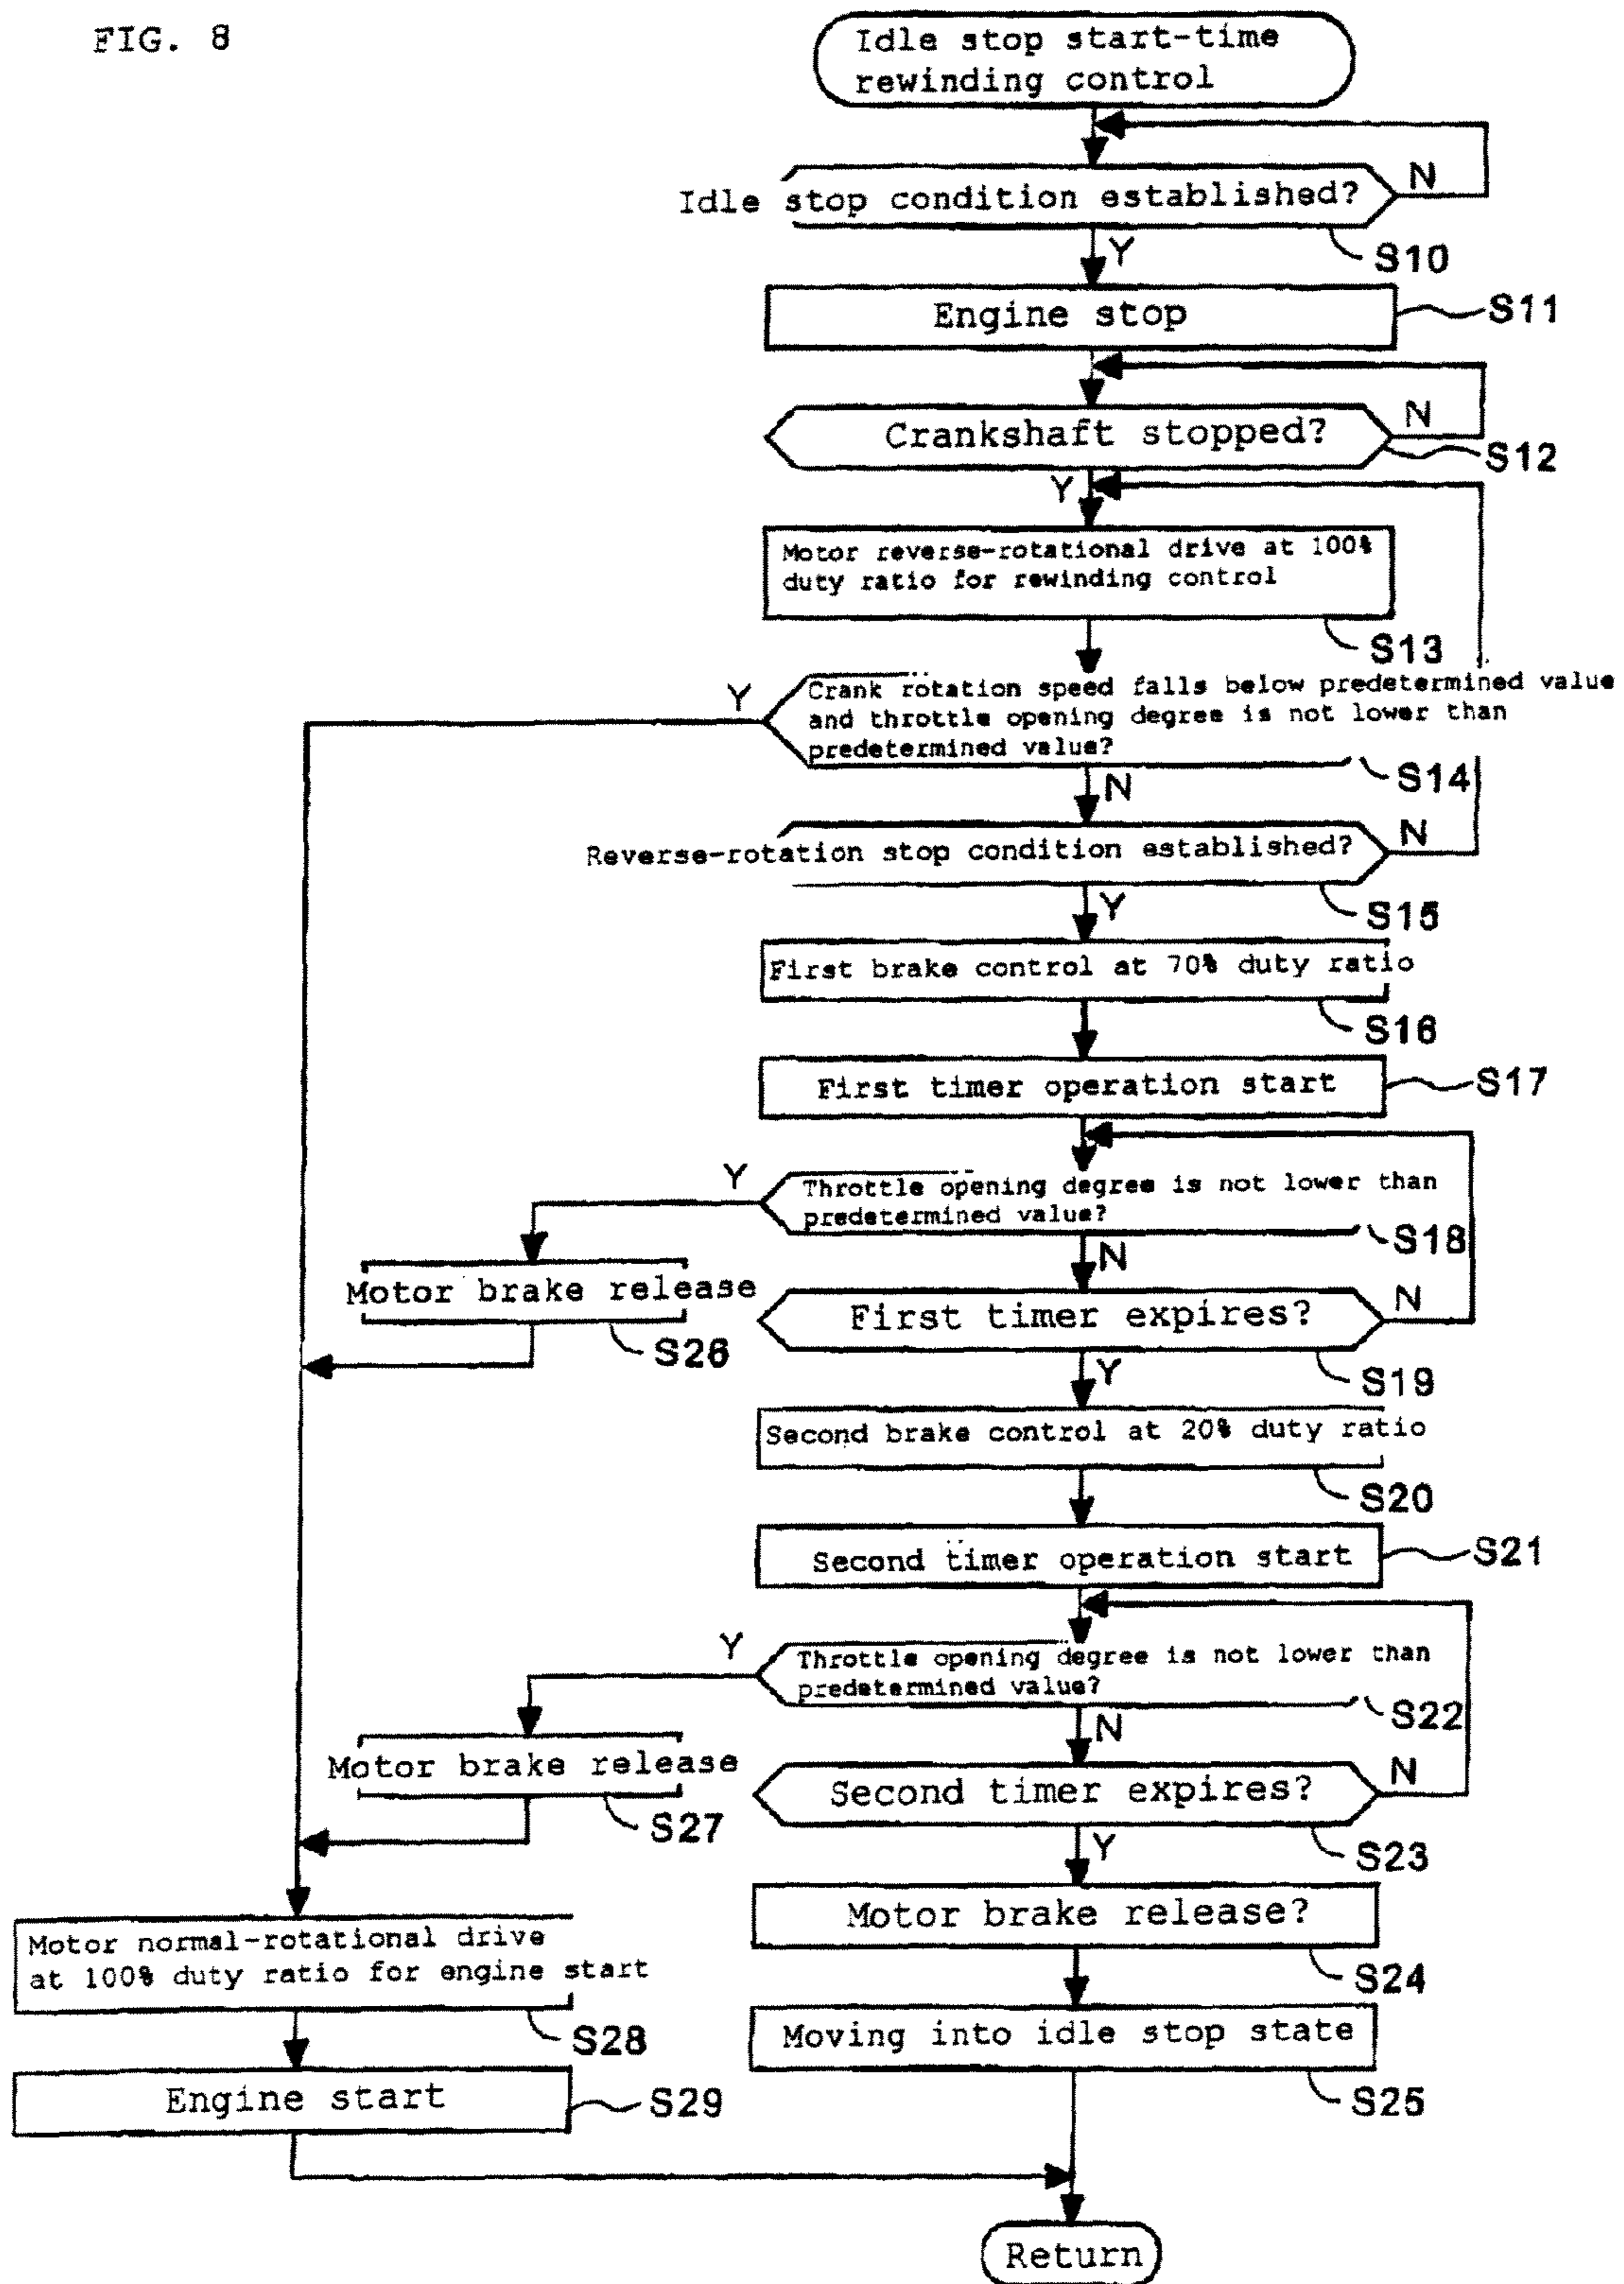 FIG. 8
Idle stop start-time
rewinding control
N
Idle stop condition established?
Y
S10
Engine stop
S11
N
Crankshaft stopped?
S12
Y
Motor reverse-rotational drive at 100%
duty ratio for rewinding control
S13
Y
Crank rotation speed falls below predetermined value
and throttle opening degree is not lower than
predetermined value?
S14
N
N
Reverse-rotation stop condition established?
Y
S15
First brake control at 70% duty ratio
S16
First timer operation start
S17
Y
Throttle opening degree is not lower than
predetermined value?
S18
N
Motor brake release
S26
N
First timer expires?
S19
Y
Second brake control at 20% duty ratio
S20
Second timer operation start
S21
Y
Throttle opening degree is not lower than
predetermined value?
S22
N
Motor brake release
S27
N
Second timer expires?
S23
Y
Motor brake release?
S24
Motor normal-rotational drive
at 100% duty ratio for engine start
S28
Moving into idle stop state
S25
Engine start
S29
Return